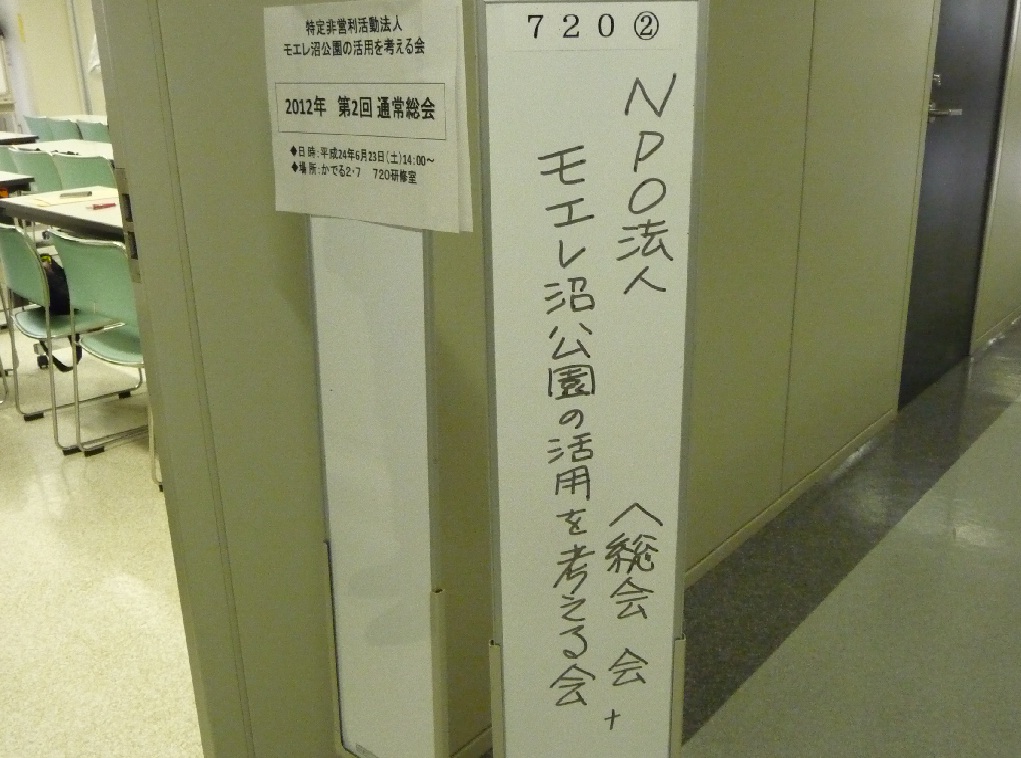 特定非営利活動法人
モエレ沼公園の活用を考える会
2012年 第2回 通常総会
◆日 時:平成24年6月23日(土)14:00～
◆場 所:かでる2・7 720研修室
720②
NPO法人
モエレ沼公園の活用を考える会
〈総会 会